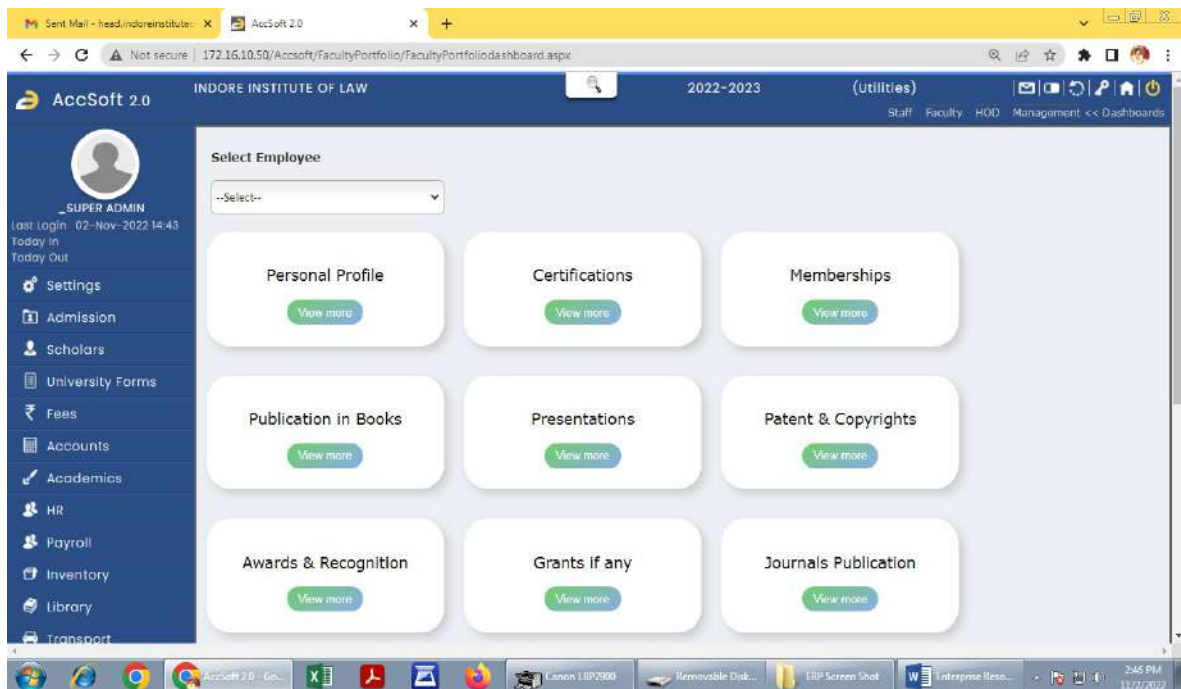 Sent Mail - head.indoreinstitute
AccSoft 2.0
Not secure
172.16.10.50/Accsoft/FacultyPortfolio/FacultyPortfoliodashboard.aspx
AccSoft 2.0
INDORE INSTITUTE OF LAW
2022-2023
(Utilities)
Staff Faculty HOD Management << Dashboards
_SUPER ADMIN
Last Login 02-Nov-2022 14:43
Today In
Today Out
Settings
Admission
Scholars
University Forms
Fees
Accounts
Academics
HR
Payroll
Inventory
Library
Transport
Select Employee
--Select--
Personal Profile
View more
Certifications
View more
Memberships
View more
Publication in Books
View more
Presentations
View more
Patent & Copyrights
View more
Awards & Recognition
View more
Grants if any
View more
Journals Publication
View more
AccSoft 2.0 - Go...
Canon LBP2900
Removable Disk...
ERP Screen Shot
Enterprise Reso...
2:45 PM
11/2/2022